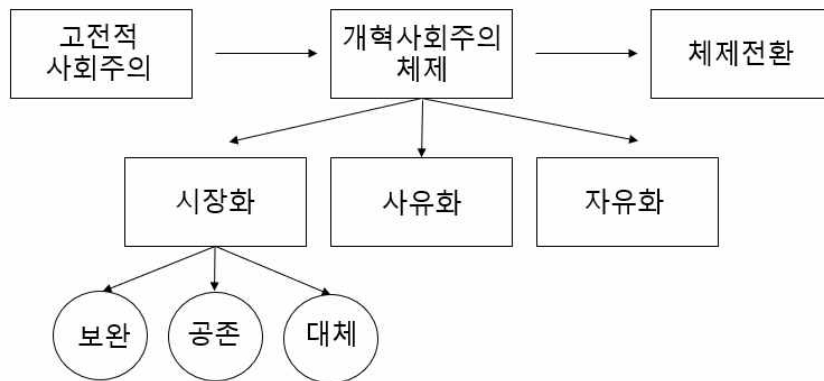 고전적
사회주의
개혁사회주의
체제
체제전환
시장화
사유화
자유화
보완
공존
대체